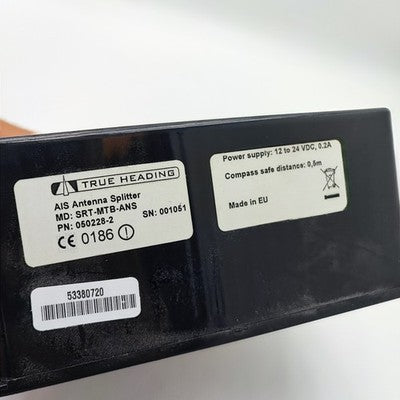 TRUE HEADING
AIS Antenna Splitter
MD: SRT-MTB-ANS
PN: 050228-2
SN: 001051
CE 0186
Power supply: 12 to 24 VDC, 0.2A
Compass safe distance: 0,5m
Made in EU
53380720